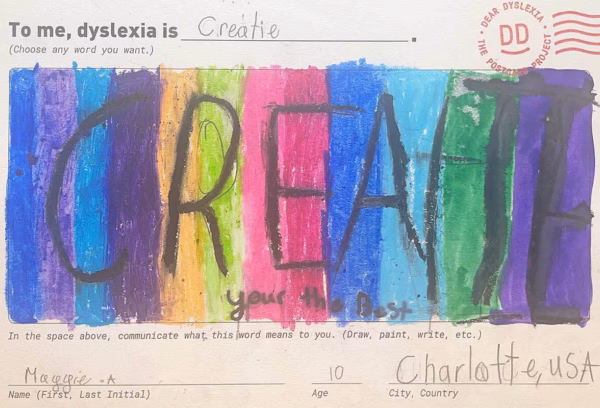 To me, dyslexia is Creatie.
(Choose any word you want.)
· DEAR DYSLEXIA · THE POSTCARD PROJECT
DD
CREATE
your the Best
In the space above, communicate what this word means to you. (Draw, paint, write, etc.)
Maggie .A
Name (First, Last Initial)
10
Age
Charlotte, USA
City, Country